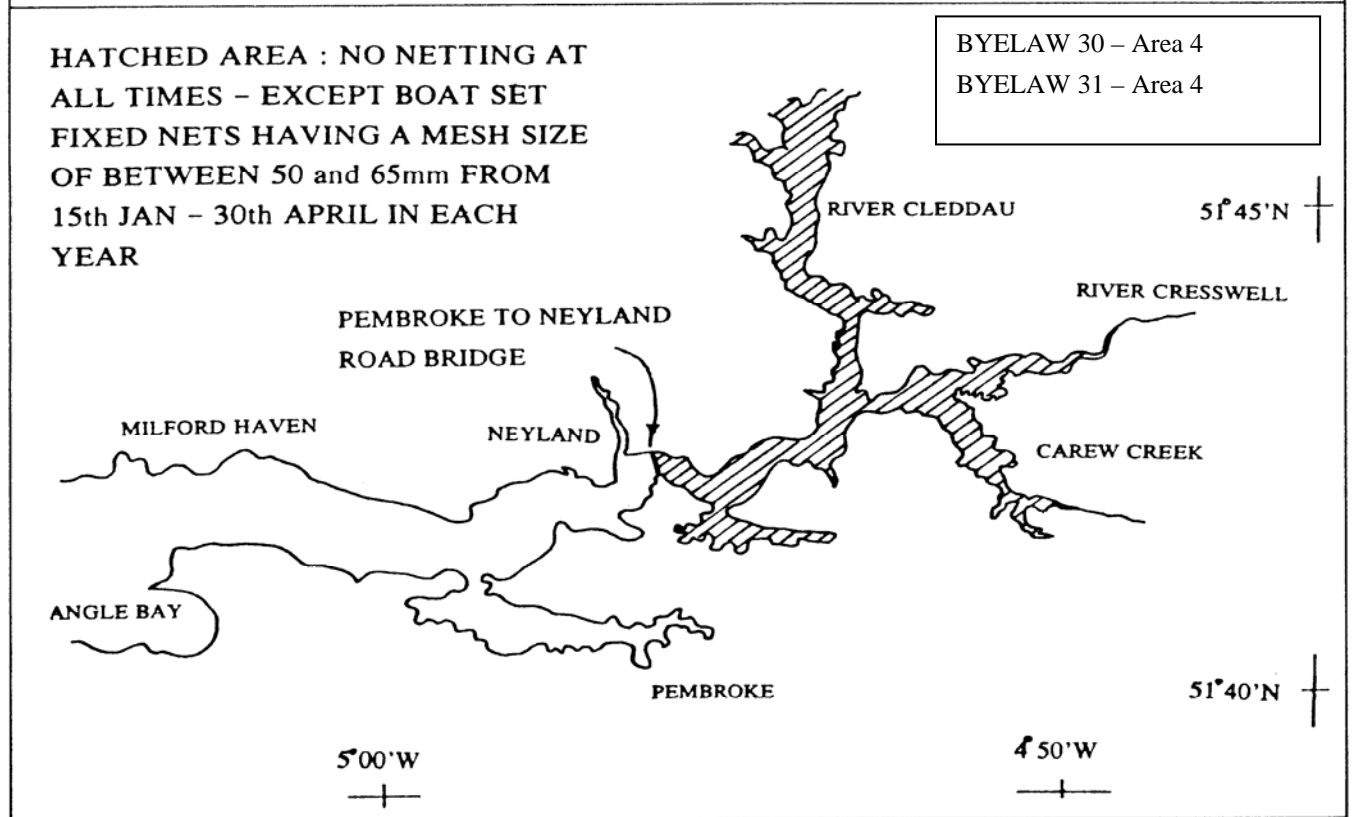 HATCHED AREA : NO NETTING AT
ALL TIMES – EXCEPT BOAT SET
FIXED NETS HAVING A MESH SIZE
OF BETWEEN 50 and 65mm FROM
15th JAN – 30th APRIL IN EACH
YEAR
BYELAW 30 – Area 4
BYELAW 31 – Area 4
RIVER CLEDDAU
51°45'N
RIVER CRESSWELL
PEMBROKE TO NEYLAND
ROAD BRIDGE
MILFORD HAVEN
NEYLAND
CAREW CREEK
ANGLE BAY
PEMBROKE
51°40'N
5°00'W
4°50'W